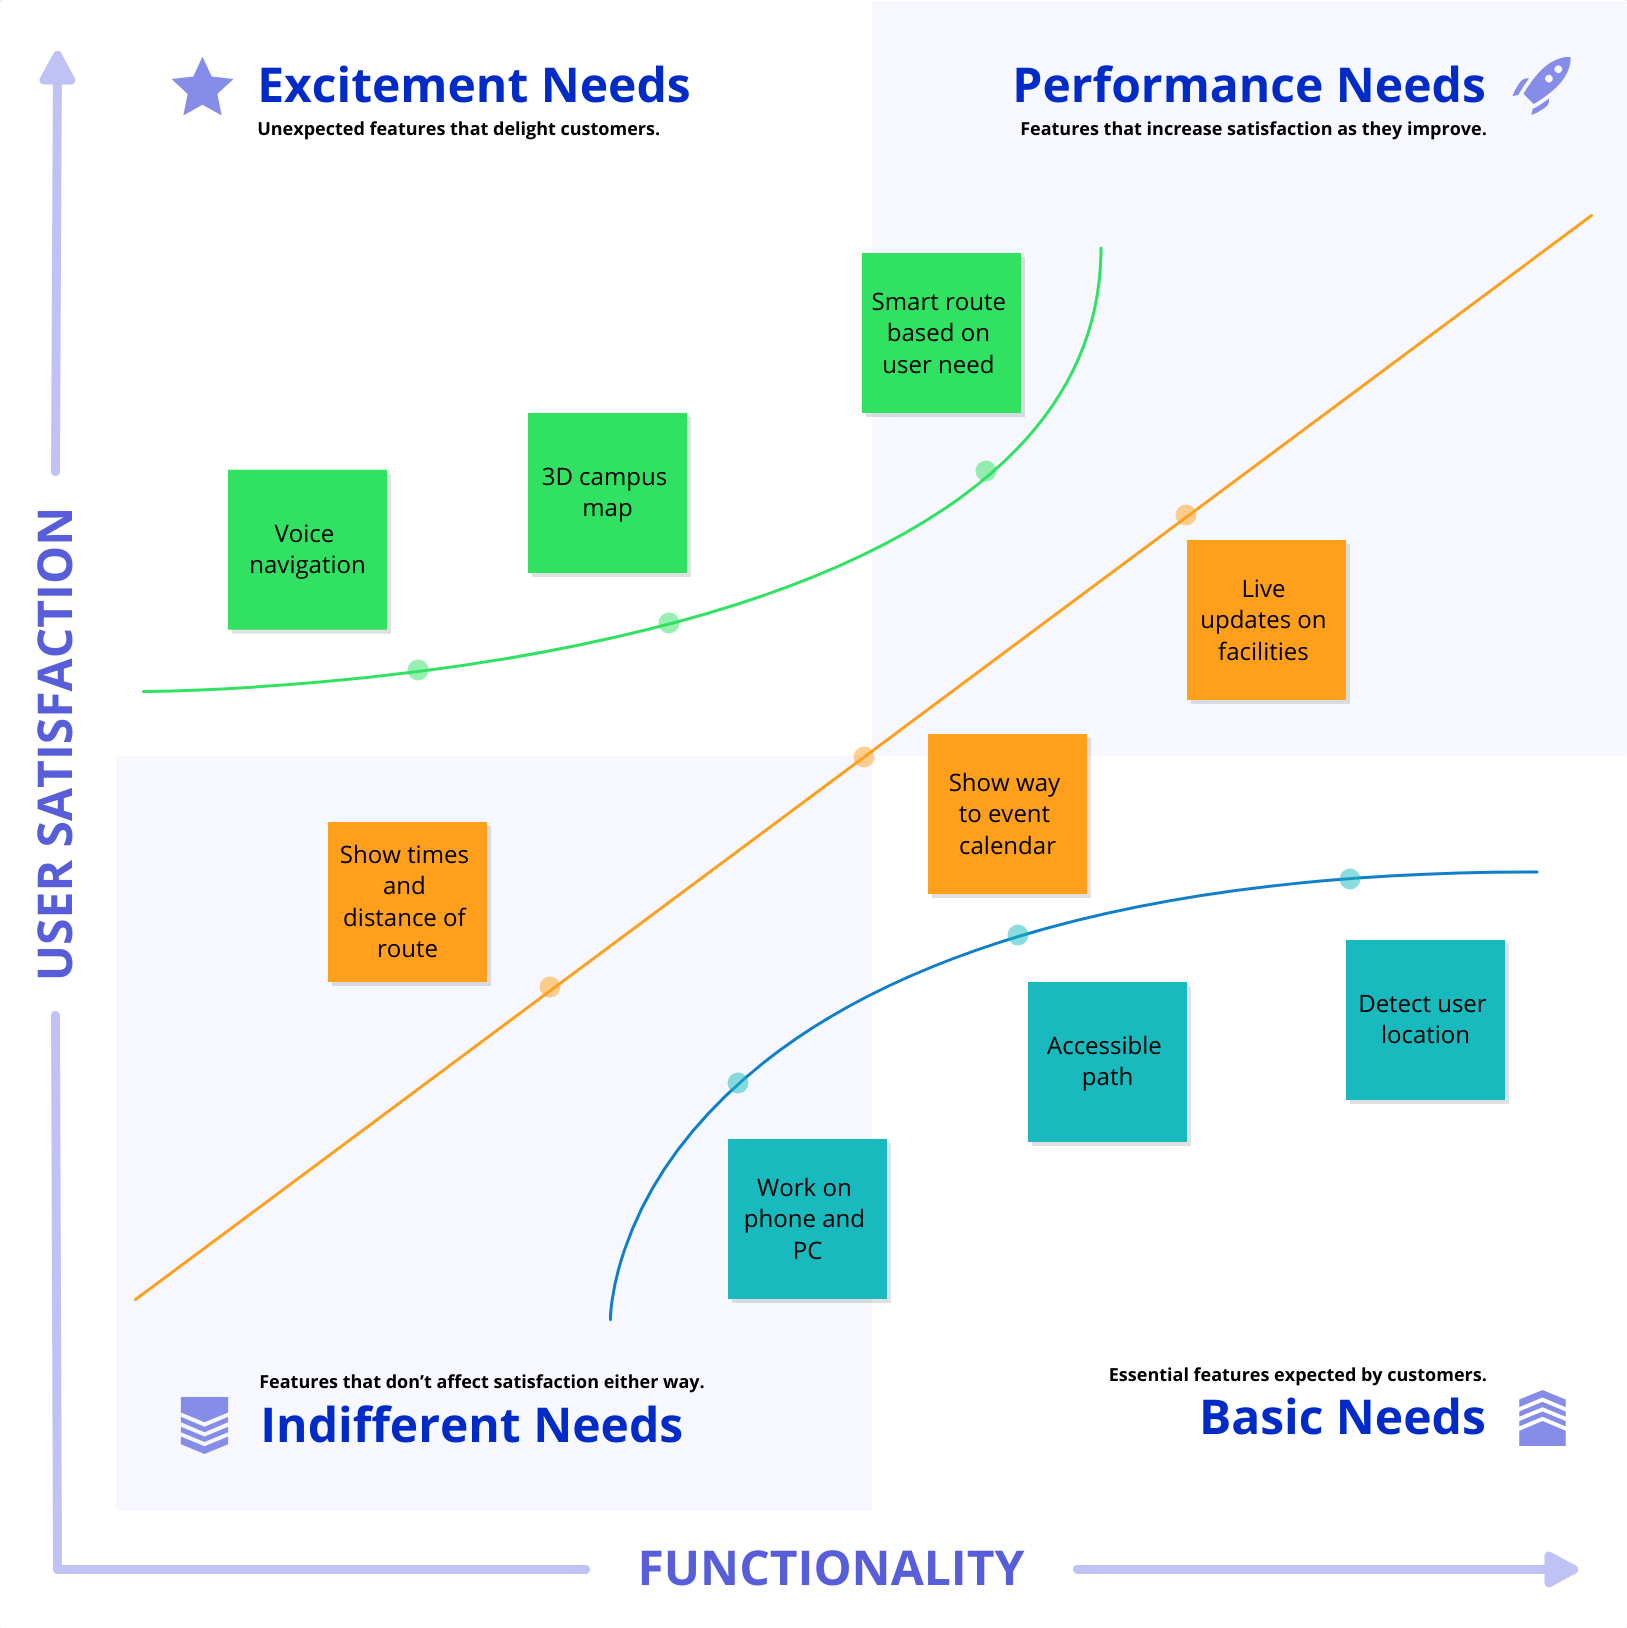 Excitement Needs
Unexpected features that delight customers.
Performance Needs
Features that increase satisfaction as they improve.
Smart route
based on
user need
3D campus
map
Voice
navigation
Live
updates on
facilities
Show way
to event
calendar
Show times
and
distance of
route
Detect user
location
Accessible
path
Work on
phone and
PC
USER SATISFACTION
Features that don’t affect satisfaction either way.
Indifferent Needs
Essential features expected by customers.
Basic Needs
FUNCTIONALITY